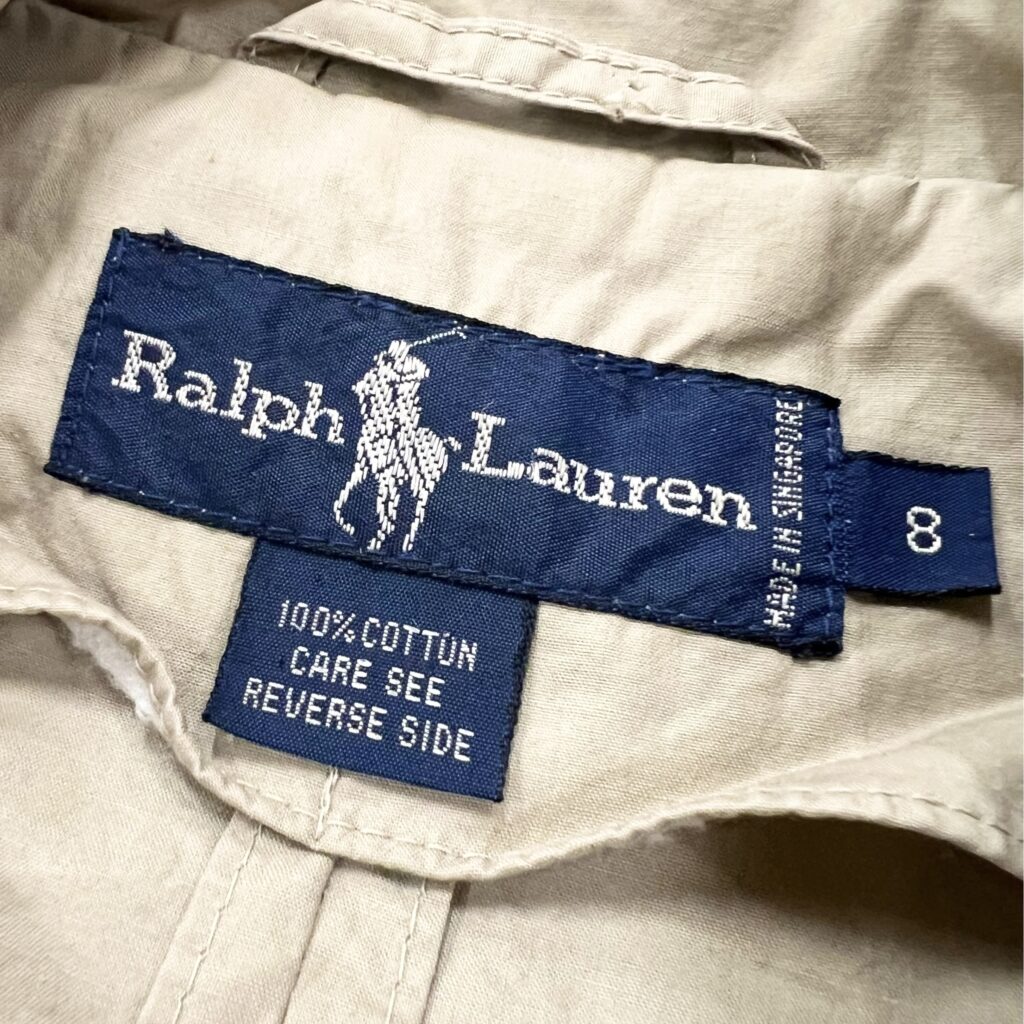 Ralph Lauren
MADE IN SINGAPORE
8
100% COTTON
CARE SEE
REVERSE SIDE